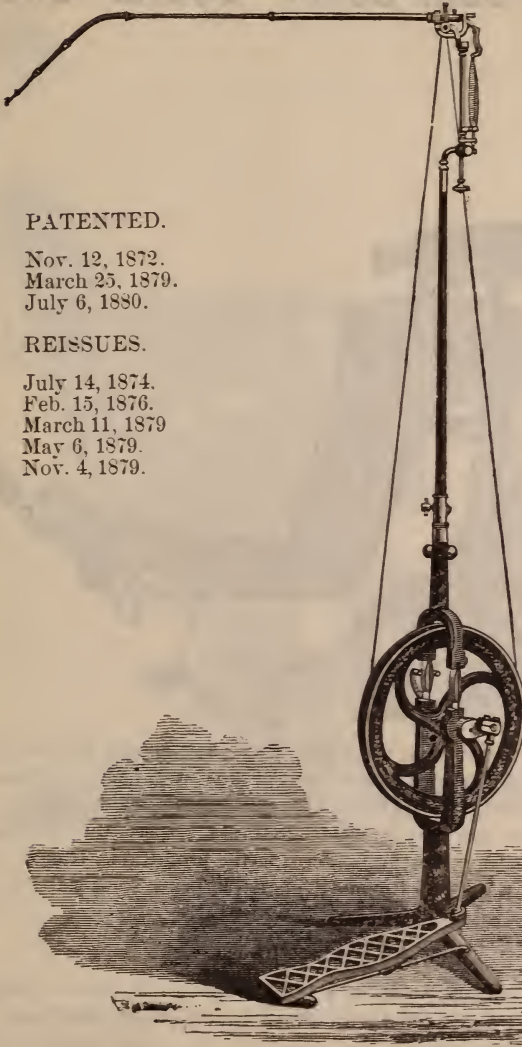 PATENTED.
Nov. 12, 1872.
March 25, 1879.
July 6, 1880.
REISSUES.
July 14, 1874.
Feb. 15, 1876.
March 11, 1879
May 6, 1879.
Nov. 4, 1879.